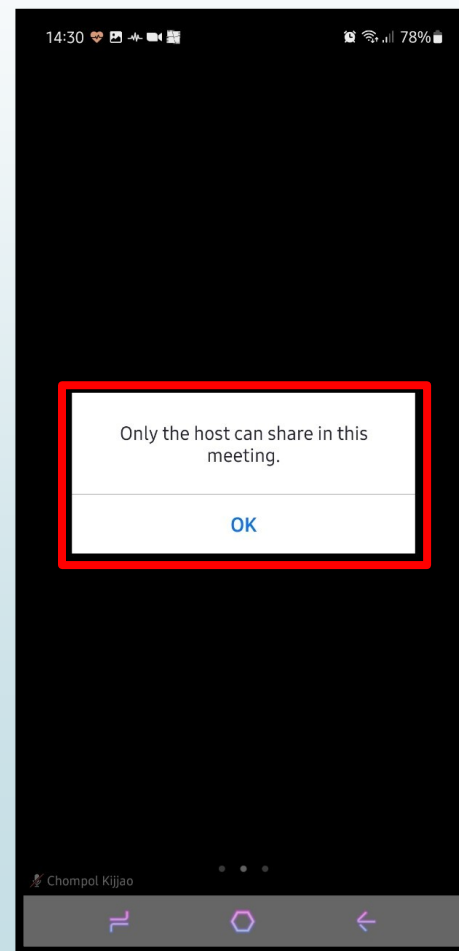 14:30 78%
Only the host can share in this
meeting.
OK
Chompol Kijjao